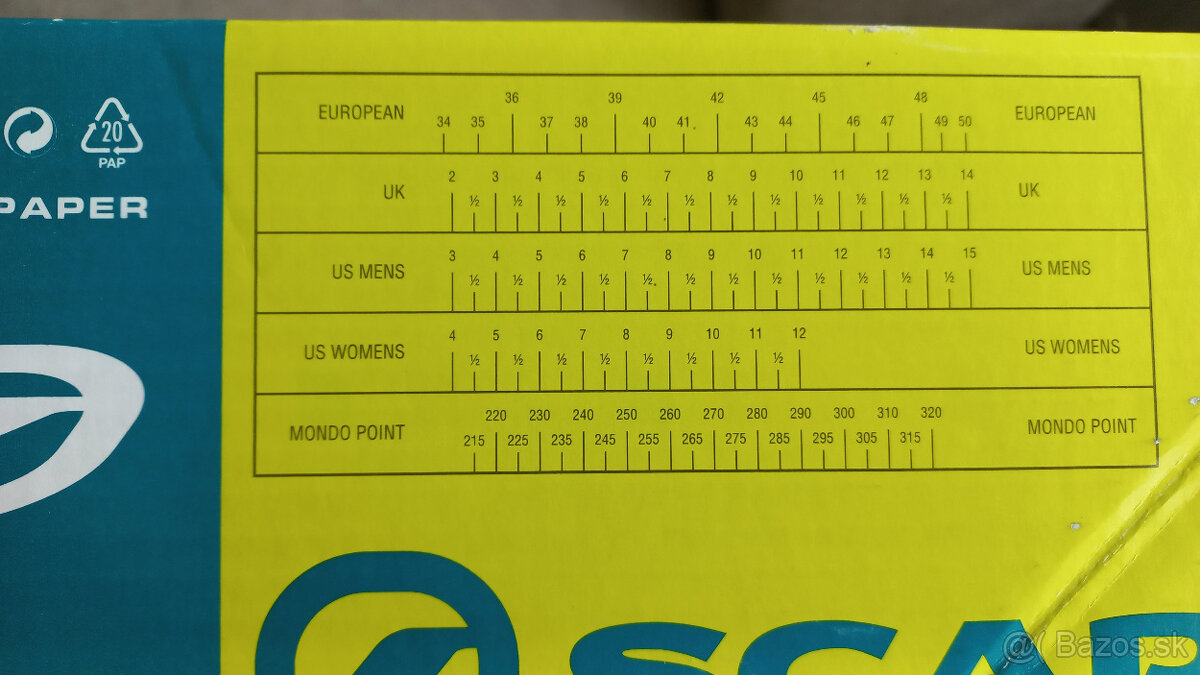 20
PAP
PAPER
36 39 42 45 48
EUROPEAN 34 35 37 38 40 41 43 44 46 47 49 50 EUROPEAN
UK 2 3 4 5 6 7 8 9 10 11 12 13 14 UK
½ ½ ½ ½ ½ ½ ½ ½ ½ ½ ½ ½
US MENS 3 4 5 6 7 8 9 10 11 12 13 14 15 US MENS
½ ½ ½ ½ ½ ½ ½ ½ ½ ½ ½ ½
US WOMENS 4 5 6 7 8 9 10 11 12 US WOMENS
½ ½ ½ ½ ½ ½ ½ ½
220 230 240 250 260 270 280 290 300 310 320
MONDO POINT 215 225 235 245 255 265 275 285 295 305 315 MONDO POINT
SCAR
@ Bazos.sk